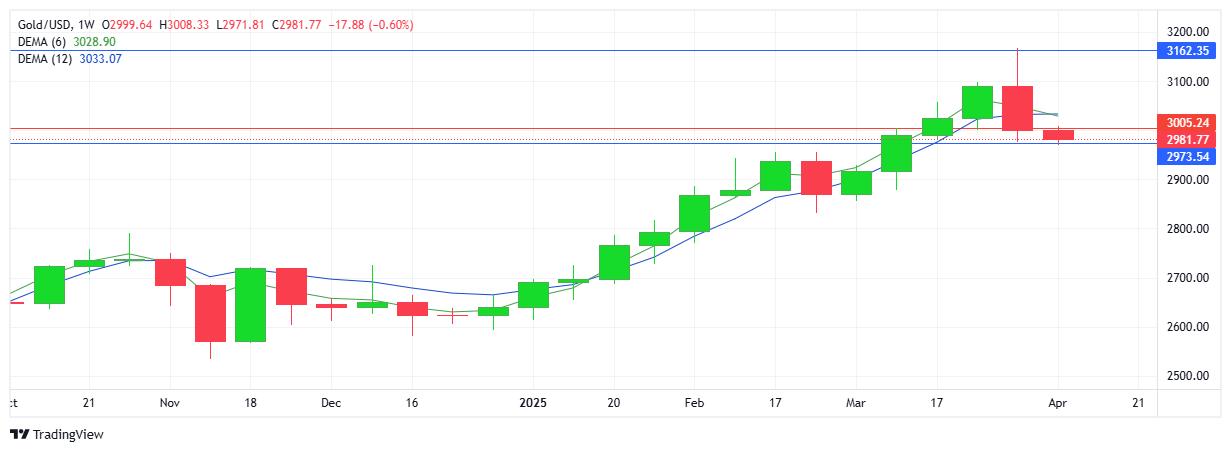 Gold/USD, 1W O2999.64 H3008.33 L2971.81 C2981.77 −17.88 (−0.60%)
DEMA (6) 3028.90
DEMA (12) 3033.07
3200.00
3162.35
3100.00
3005.24
2981.77
2973.54
2900.00
2800.00
2700.00
2600.00
2500.00
ct 21 Nov 18 Dec 16 2025 20 Feb 17 Mar 17 Apr 21
TradingView